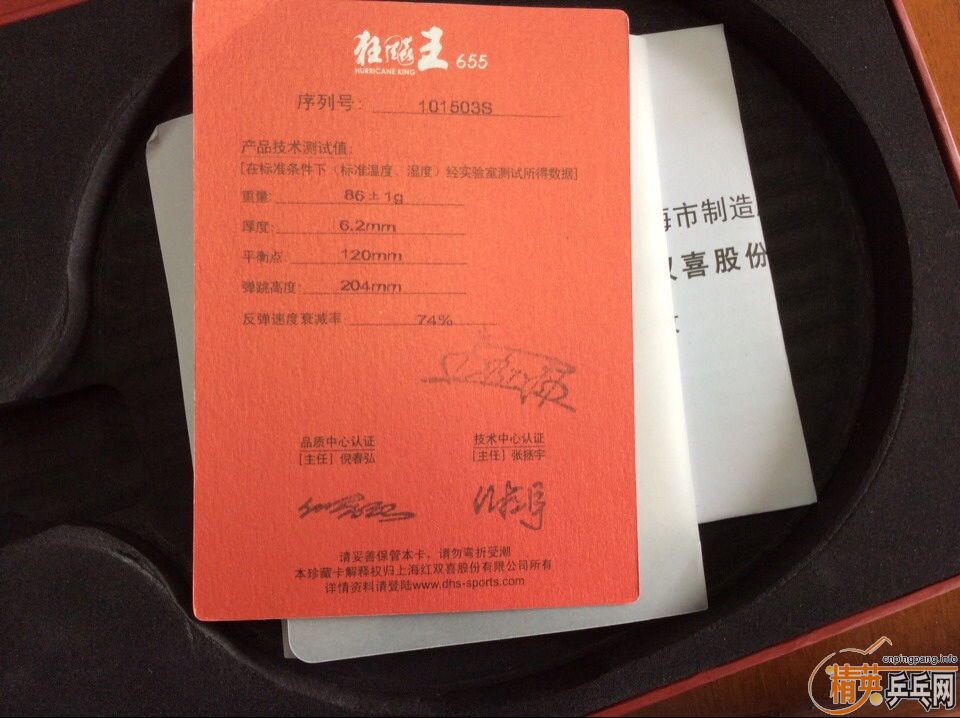 狂飚王 655
HURRICANE KING
序列号: 101503S
产品技术测试值:
[在标准条件下（标准温度、湿度）经实验室测试所得数据]
重量: 86±1g
厚度: 6.2mm
平衡点: 120mm
弹跳高度: 204mm
反弹速度衰减率: 74%
品质中心认证
[主任] 倪春弘
技术中心认证
[主任] 张拯宇
请妥善保管本卡，请勿弯折受潮
本珍藏卡解释权归上海红双喜股份有限公司所有
详情资料请登陆www.dhs-sports.com
海市制造
双喜股份
cnpingpang.info
精英乒乓网